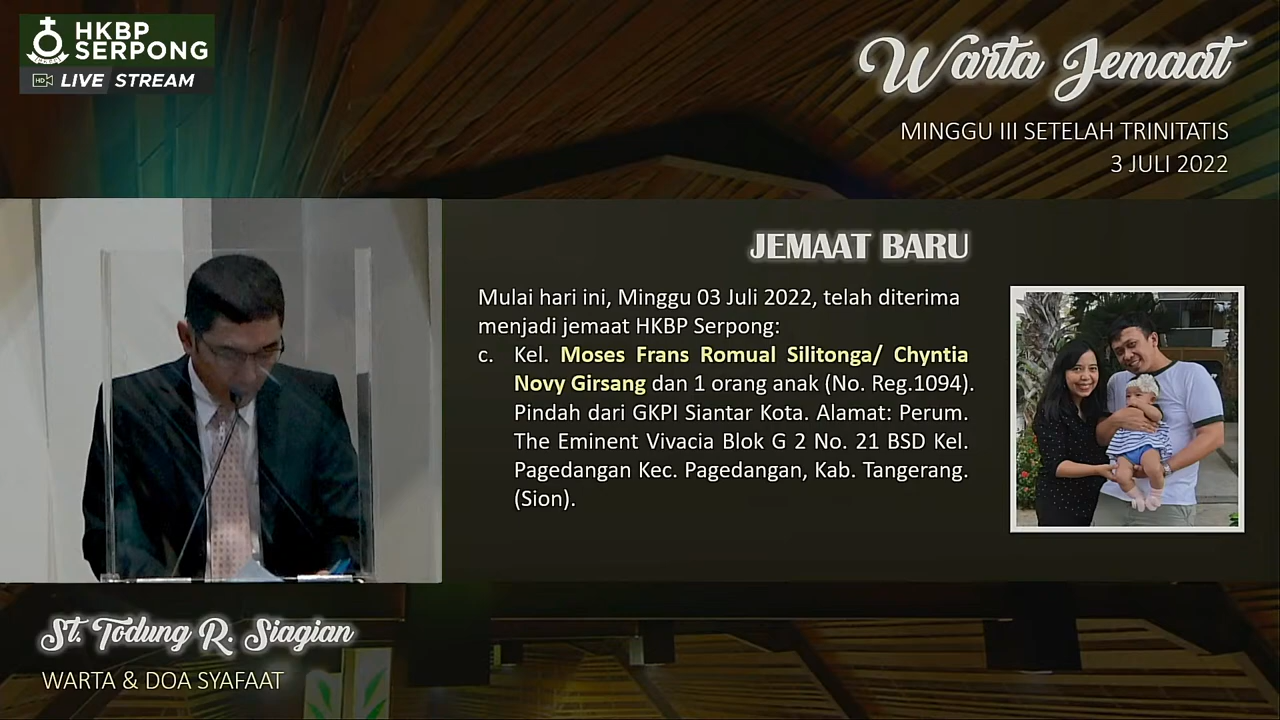 HKBP
SERPONG
HD
LIVE STREAM
Warta Jemaat
MINGGU III SETELAH TRINITATIS
3 JULI 2022
JEMAAT BARU
Mulai hari ini, Minggu 03 Juli 2022, telah diterima
menjadi jemaat HKBP Serpong:
c. Kel. Moses Frans Romual Silitonga/ Chyntia
Novy Girsang dan 1 orang anak (No. Reg.1094).
Pindah dari GKPI Siantar Kota. Alamat: Perum.
The Eminent Vivacia Blok G 2 No. 21 BSD Kel.
Pagedangan Kec. Pagedangan, Kab. Tangerang.
(Sion).
St. Todung R. Siagian
WARTA & DOA SYAFAAT